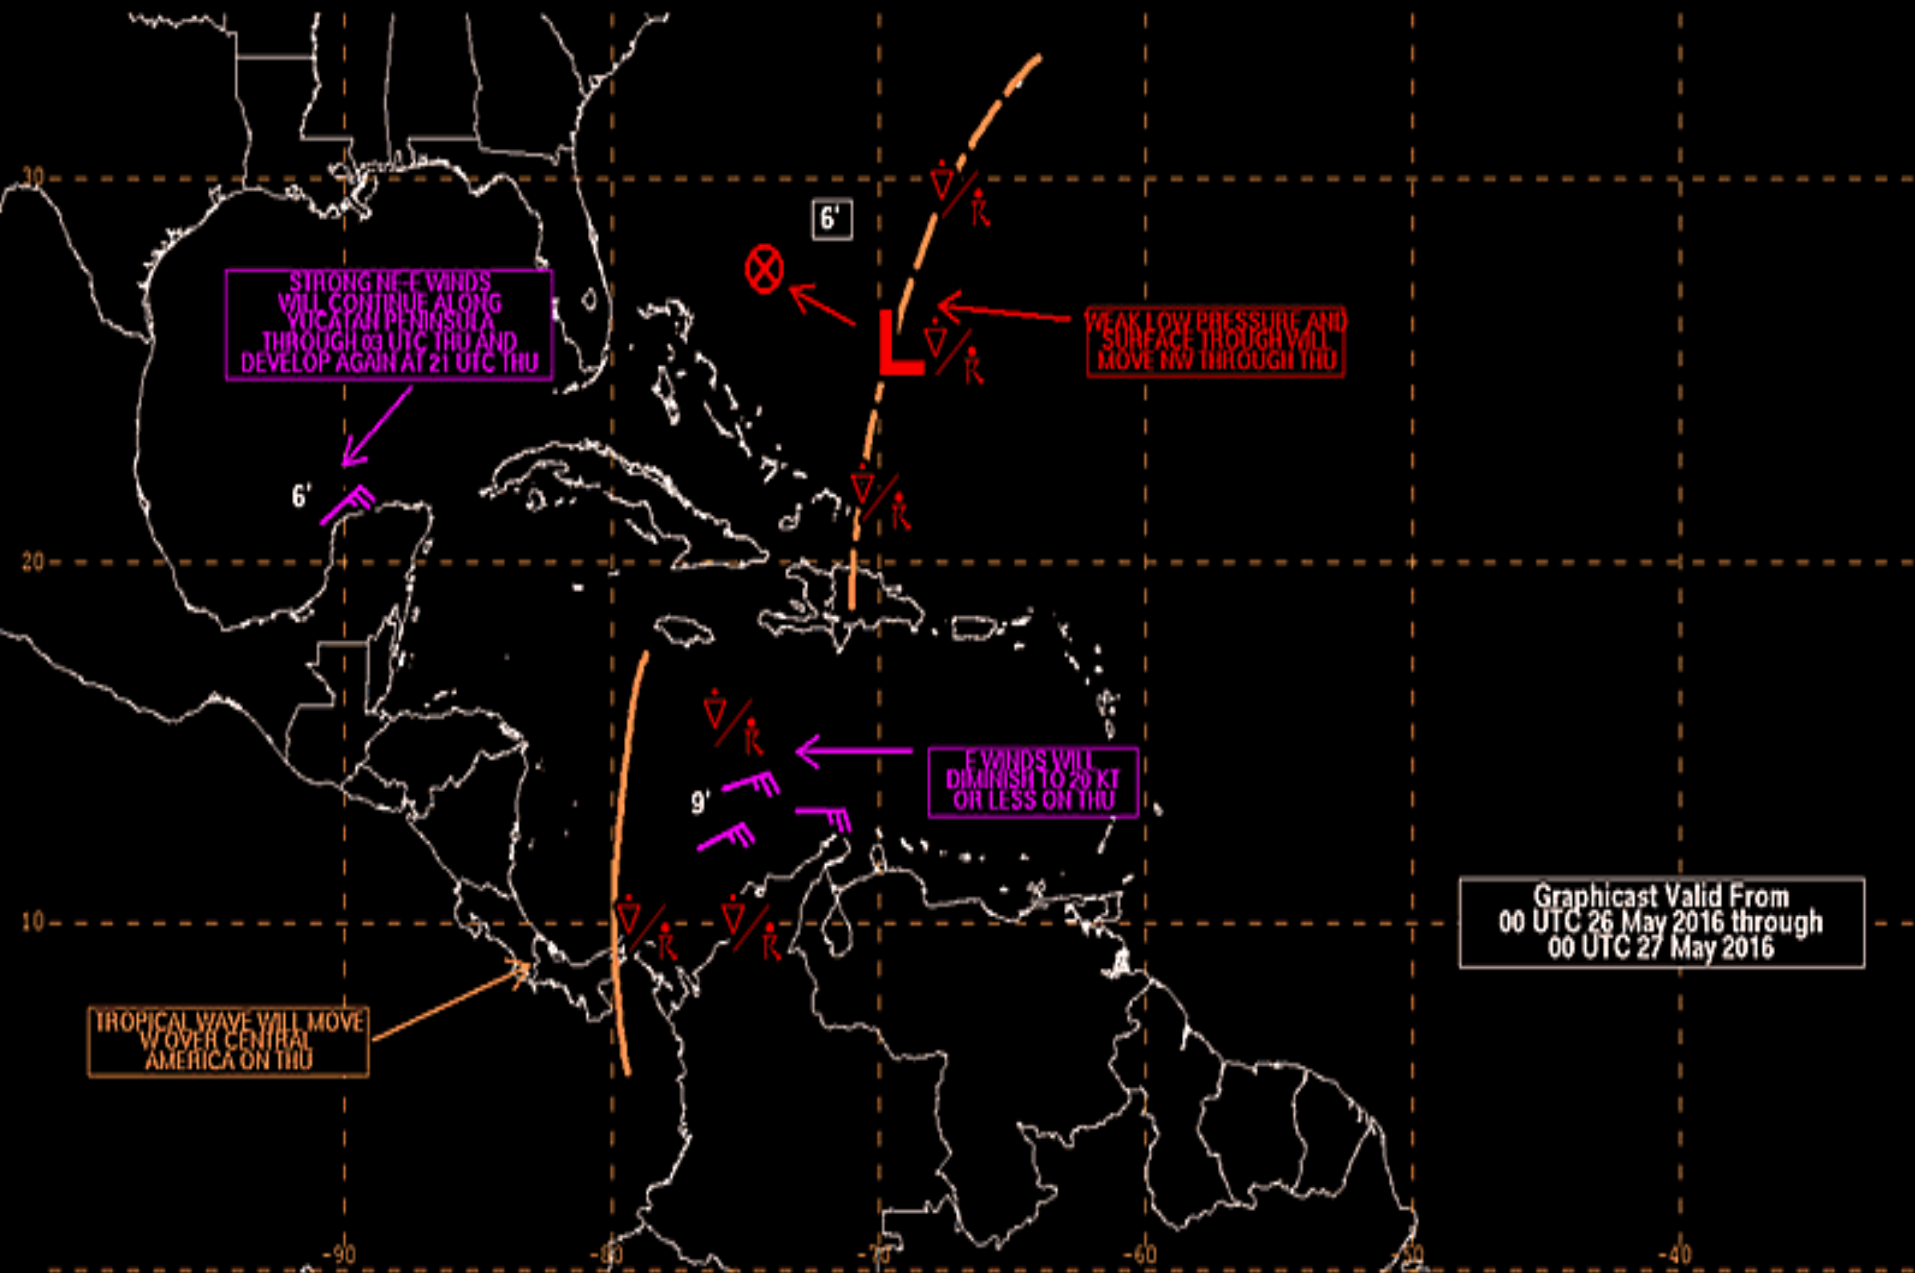 30
6'
STRONG NE-E WINDS
WILL CONTINUE ALONG
YUCATAN PENINSULA
THROUGH 03 UTC THU AND
DEVELOP AGAIN AT 21 UTC THU
L
WEAK LOW PRESSURE AND
SURFACE TROUGH WILL
MOVE NW THROUGH THU
6'
20
E WINDS WILL
DIMINISH TO 20 KT
OR LESS ON THU
9'
10
Graphicast Valid From
00 UTC 26 May 2016 through
00 UTC 27 May 2016
TROPICAL WAVE WILL MOVE
W OVER CENTRAL
AMERICA ON THU
-90
-80
-70
-60
-50
-40